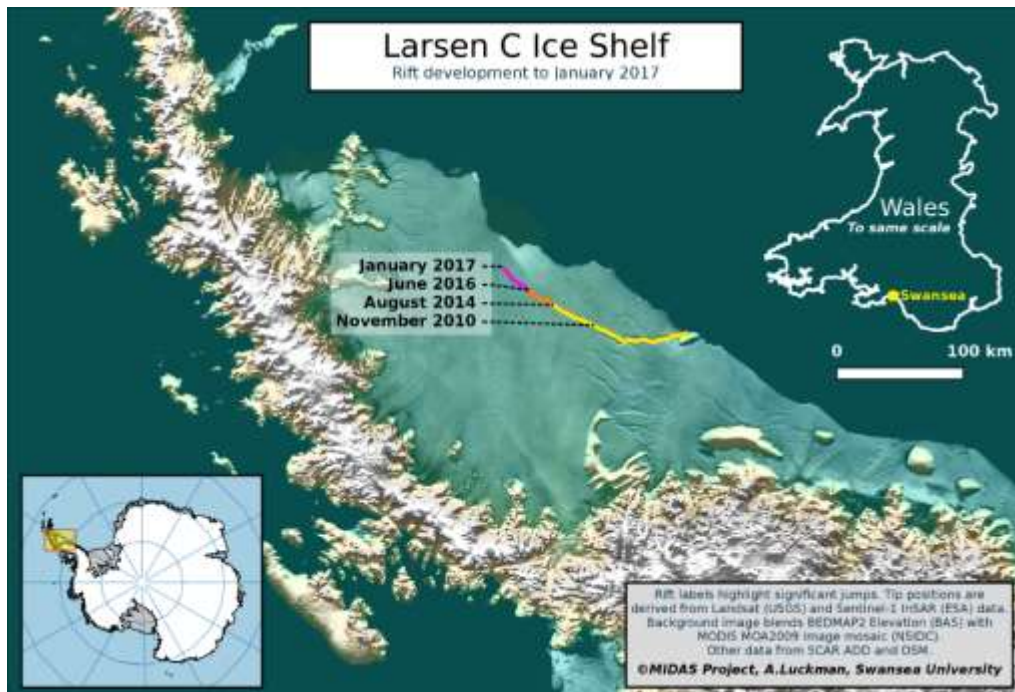 Larsen C Ice Shelf
Rift development to January 2017
Wales
To same scale
January 2017
June 2016
August 2014
November 2010
Swansea
0 100 km
Rift labels highlight significant jumps. Tip positions are
derived from Landsat (USGS) and Sentinel-1 InSAR (ESA) data.
Background image blends BEDMAP2 Elevation (BAS) with
MODIS MOA2009 Image mosaic (NSIDC).
Other data from SCAR ADD and OSM.
©MIDAS Project, A.Luckman, Swansea University